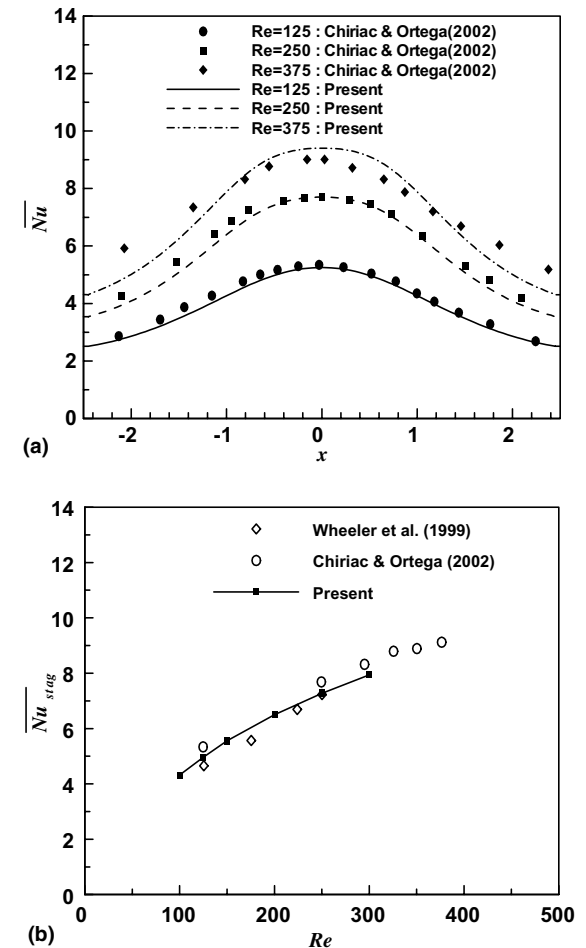 14
12
10
8
6
4
2
0
Nu
Re=125 : Chiriac & Ortega(2002)
Re=250 : Chiriac & Ortega(2002)
Re=375 : Chiriac & Ortega(2002)
Re=125 : Present
Re=250 : Present
Re=375 : Present
-2 -1 0 1 2
x
(a)
14
12
10
8
6
4
2
0
Nu stag
Wheeler et al. (1999)
Chiriac & Ortega (2002)
Present
0 100 200 300 400 500
Re
(b)